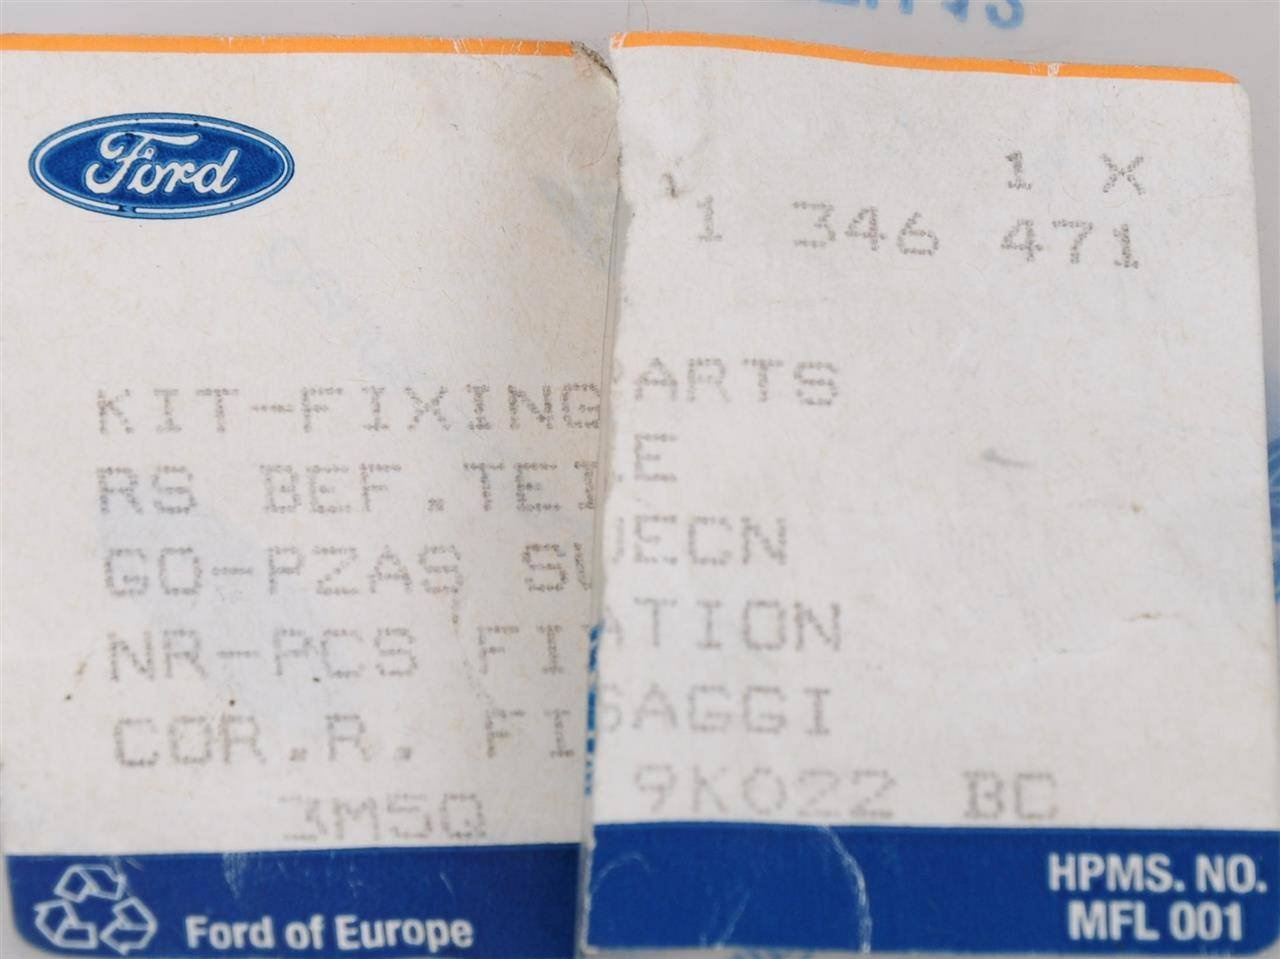 Ford
1 X
1 346 471
KIT-FIXING PARTS
RS BEF.TEILE
GO-PZAS SUJECN
NR-PCS FIXATION
COR.R. FISSAGGI
3M5Q 9K022 BC
HPMS. NO.
MFL 001
Ford of Europe